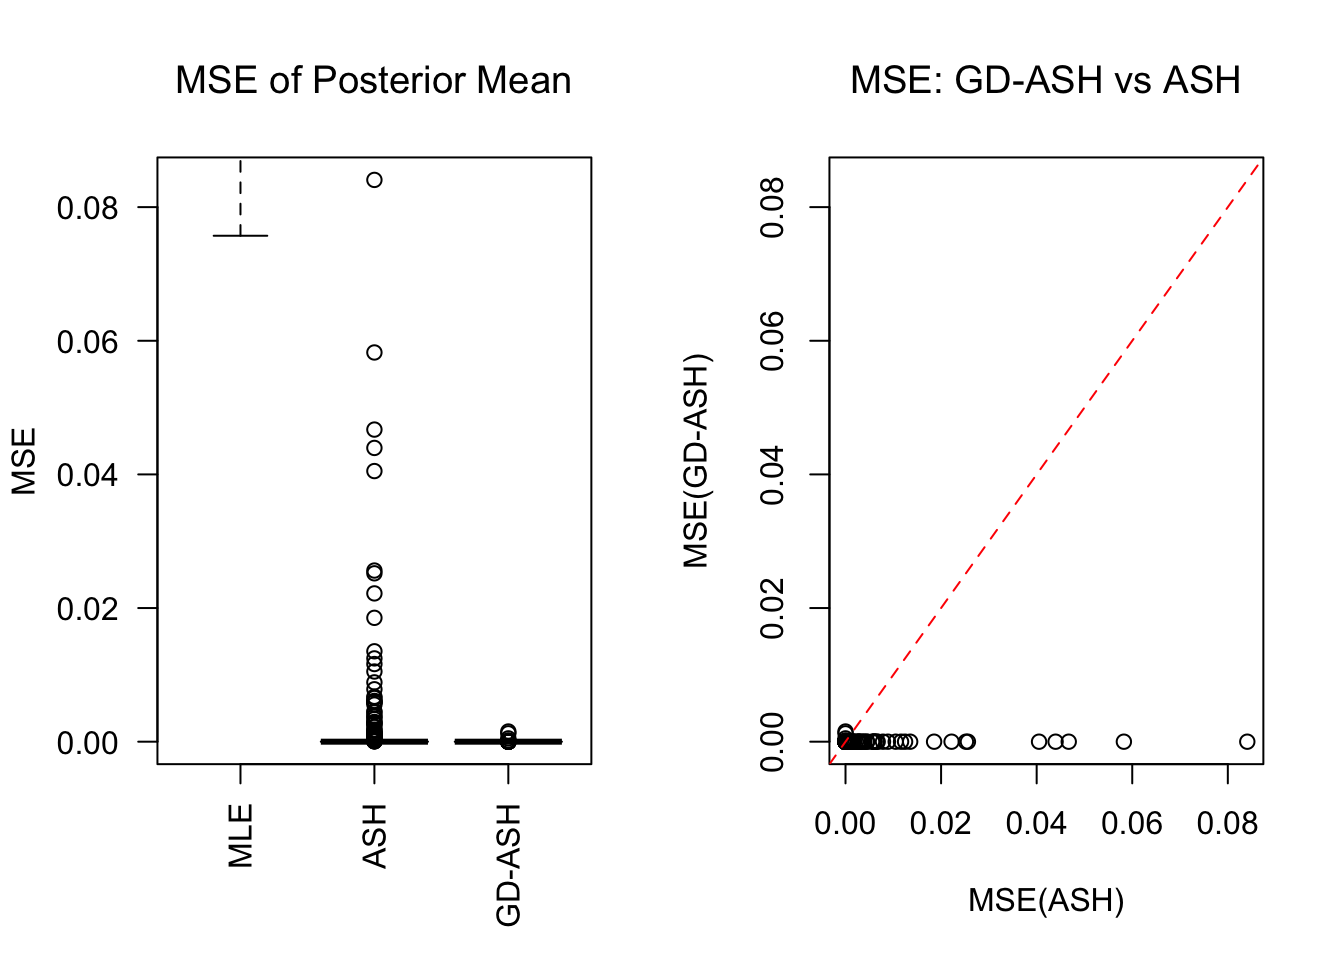 MSE of Posterior Mean
MSE
0.08
0.06
0.04
0.02
0.00
MLE
ASH
GD-ASH
MSE: GD-ASH vs ASH
MSE(GD-ASH)
0.08
0.06
0.04
0.02
0.00
0.00 0.02 0.04 0.06 0.08
MSE(ASH)